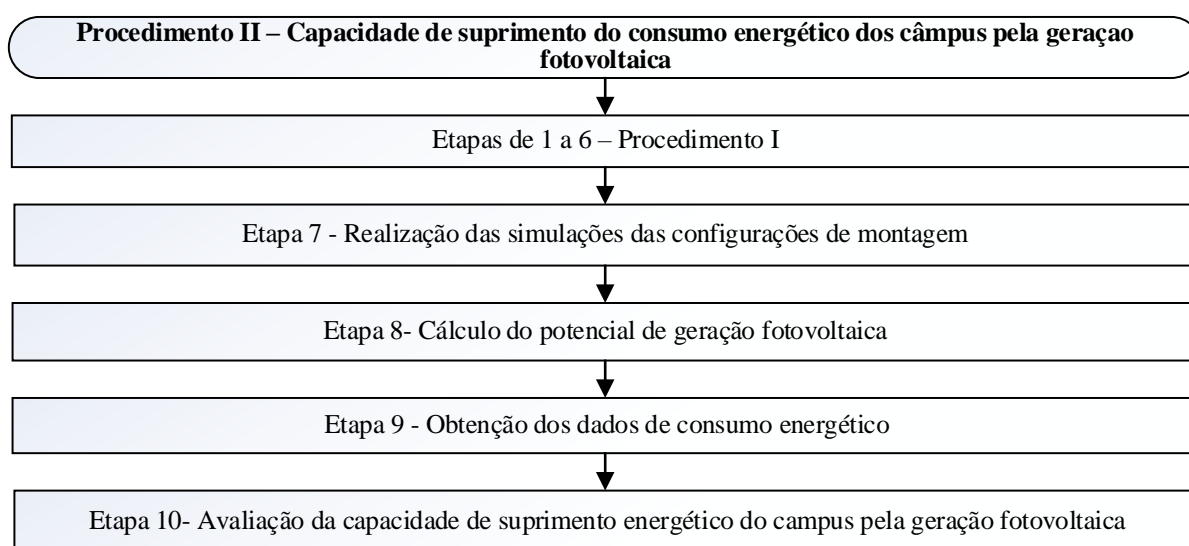 Procedimento II – Capacidade de suprimento do consumo energético dos câmpus pela geraçao
fotovoltaica
Etapas de 1 a 6 – Procedimento I
Etapa 7 - Realização das simulações das configurações de montagem
Etapa 8- Cálculo do potencial de geração fotovoltaica
Etapa 9 - Obtenção dos dados de consumo energético
Etapa 10- Avaliação da capacidade de suprimento energético do campus pela geração fotovoltaica